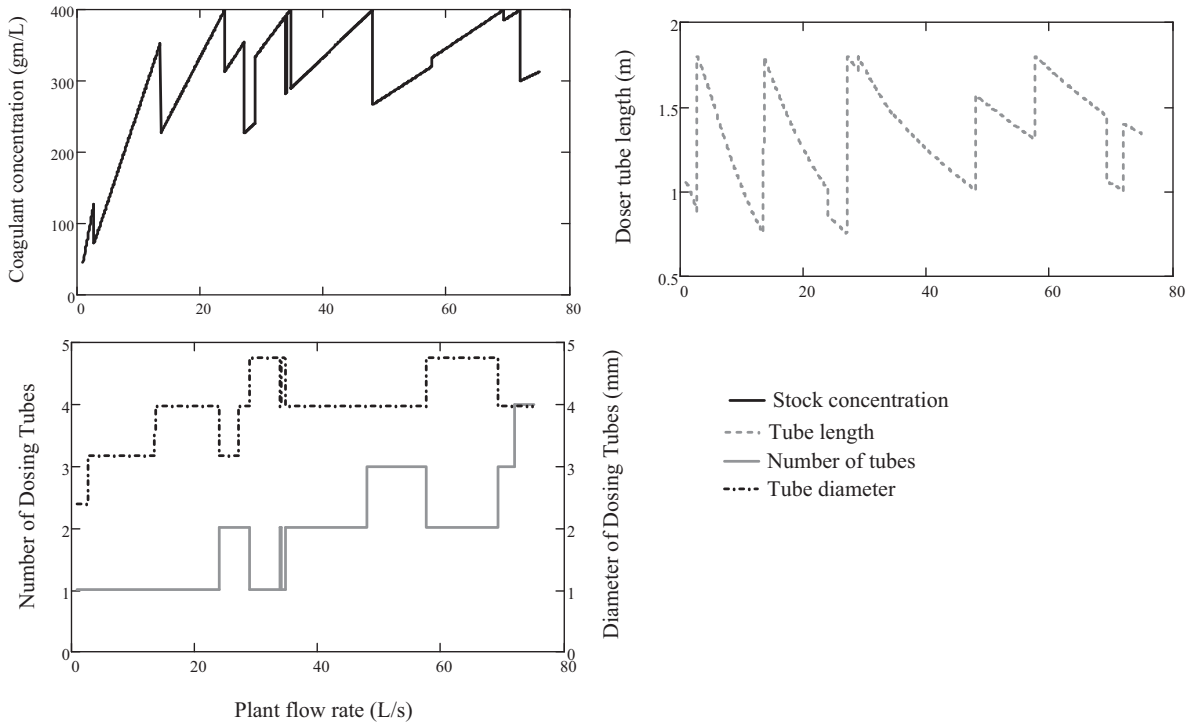 Coagulant concentration (gm/L)
400
300
200
100
0
0 20 40 60 80
Doser tube length (m)
2
1.5
1
0.5
0 20 40 60 80
Number of Dosing Tubes
5
4
3
2
1
0
0 20 40 60 80
5
4
3
2
1
0
Diameter of Dosing Tubes (mm)
Plant flow rate (L/s)
Stock concentration
Tube length
Number of tubes
Tube diameter